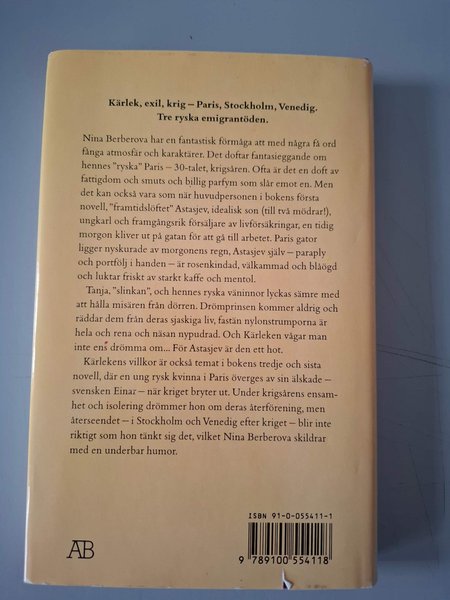 Kärlek, exil, krig – Paris, Stockholm, Venedig.
Tre ryska emigrantöden.
Nina Berberova har en fantastisk förmåga att med några få ord
fånga atmosfär och karaktärer. Det doftar fantasieggande om
hennes "ryska" Paris – 30-talet, krigsåren. Ofta är det en doft av
fattigdom och smuts och billig parfym som slår emot en. Men
det kan också vara som när huvudpersonen i bokens första
novell, "framtidslöftet" Astasjev, idealisk son (till två mödrar!),
ungkarl och framgångsrik försäljare av livförsäkringar, en tidig
morgon kliver ut på gatan för att gå till arbetet. Paris gator
ligger nyskurade av morgonens regn, Astasjev själv – paraply
och portfölj i handen – är rosenkindad, välkammad och blåögd
och luktar friskt av starkt kaffe och mentol.
Tanja, "slinkan", och hennes ryska väninnor lyckas sämre med
att hålla misären från dörren. Drömprinsen kommer aldrig och
räddar dem från deras sjaskiga liv, fastän nylonstrumporna är
hela och rena och näsan nypudrad. Och Kärleken vågar man
inte ens drömma om... För Astasjev är den ett hot.
Kärlekens villkor är också temat i bokens tredje och sista
novell, där en ung rysk kvinna i Paris överges av sin älskade –
svensken Einar – när kriget bryter ut. Under krigsårens ensam-
het och isolering drömmer hon om deras återförening, men
återseendet – i Stockholm och Venedig efter kriget – blir inte
riktigt som hon tänkt sig det, vilket Nina Berberova skildrar
med en underbar humor.
ISBN 91-0-055411-1
AB
9 789100 554118